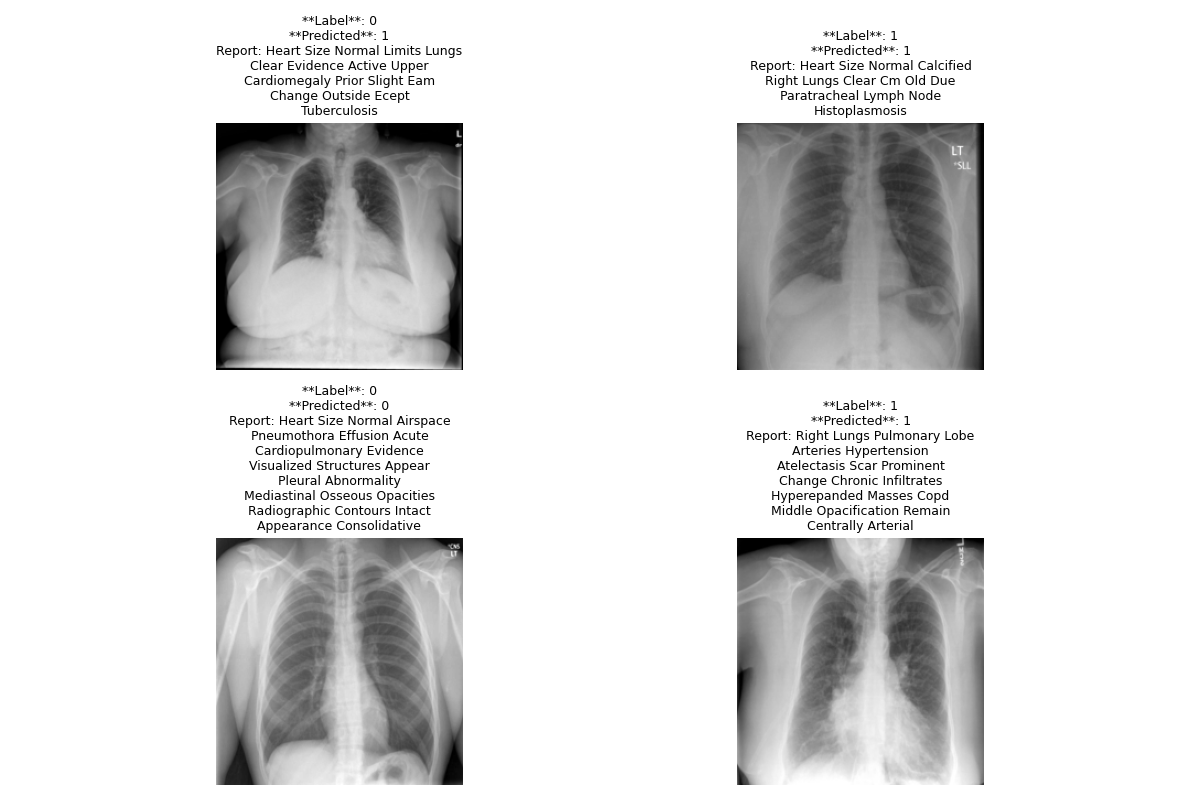 **Label**: 0
**Predicted**: 1
Report: Heart Size Normal Limits Lungs
Clear Evidence Active Upper
Cardiomegaly Prior Slight Eam
Change Outside Ecept
Tuberculosis
L
**Label**: 1
**Predicted**: 1
Report: Heart Size Normal Calcified
Right Lungs Clear Cm Old Due
Paratracheal Lymph Node
Histoplasmosis
LT
*SLL
**Label**: 0
**Predicted**: 0
Report: Heart Size Normal Airspace
Pneumothora Effusion Acute
Cardiopulmonary Evidence
Visualized Structures Appear
Pleural Abnormality
Mediastinal Osseous Opacities
Radiographic Contours Intact
Appearance Consolidative
LT
**Label**: 1
**Predicted**: 1
Report: Right Lungs Pulmonary Lobe
Arteries Hypertension
Atelectasis Scar Prominent
Change Chronic Infiltrates
Hyperepanded Masses Copd
Middle Opacification Remain
Centrally Arterial